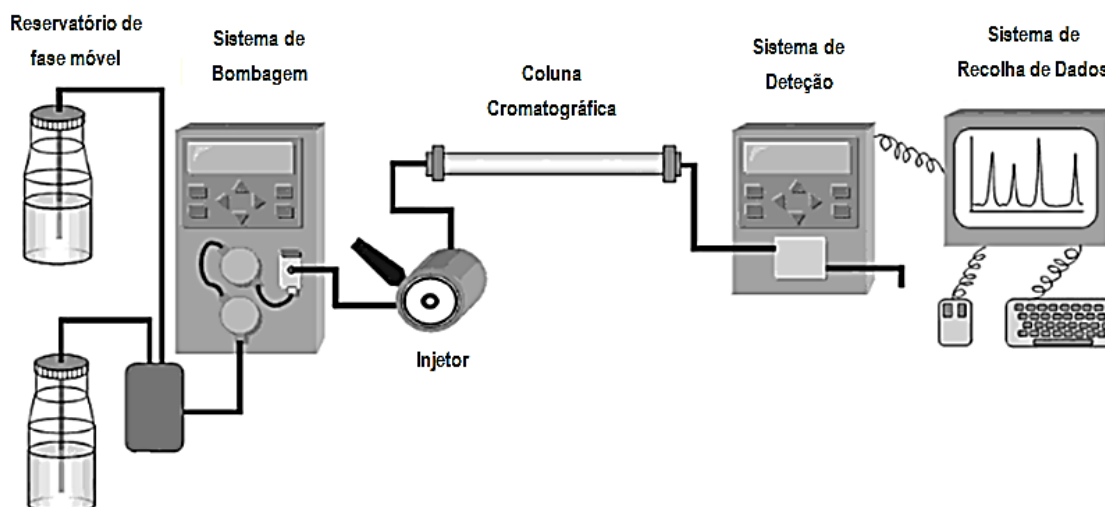 Reservatório de
fase móvel
Sistema de
Bombagem
Coluna
Cromatográfica
Sistema de
Deteção
Sistema de
Recolha de Dados
Injetor